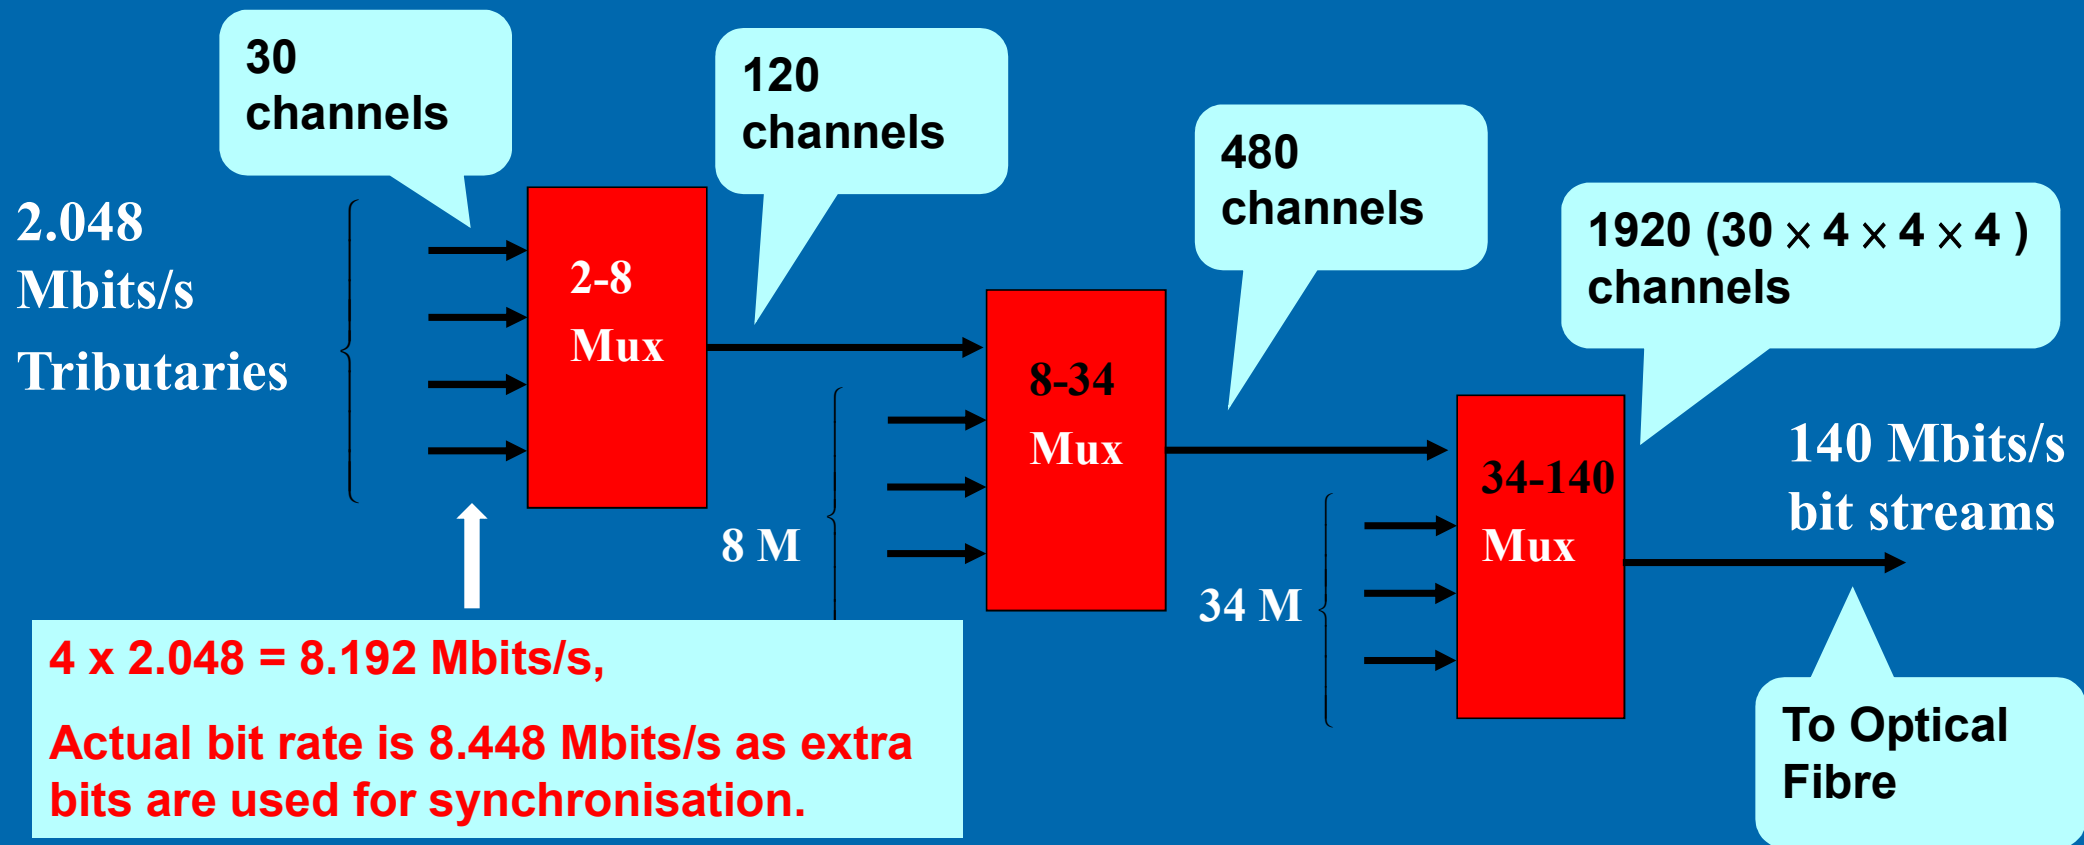 30
channels
120
channels
480
channels
1920 (30 × 4 × 4 × 4 )
channels
2.048
Mbits/s
Tributaries
2-8
Mux
8-34
Mux
34-140
Mux
8 M
34 M
140 Mbits/s
bit streams
4 x 2.048 = 8.192 Mbits/s,
Actual bit rate is 8.448 Mbits/s as extra
bits are used for synchronisation.
To Optical
Fibre